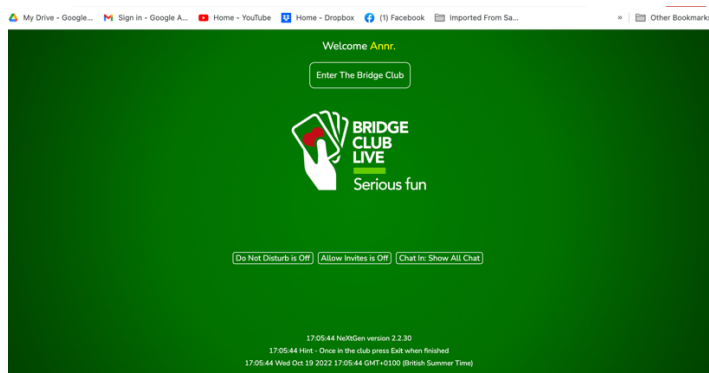 My Drive - Google... Sign in - Google A... Home - YouTube Home - Dropbox (1) Facebook Imported From Sa... » Other Bookmarks
Welcome Annr.
Enter The Bridge Club
BRIDGE
CLUB
LIVE
Serious fun
Do Not Disturb is Off Allow Invites is Off Chat In: Show All Chat
17:05:44 NeXtGen version 2.2.30
17:05:44 Hint - Once in the club press Exit when finished
17:05:44 Wed Oct 19 2022 17:05:44 GMT+0100 (British Summer Time)